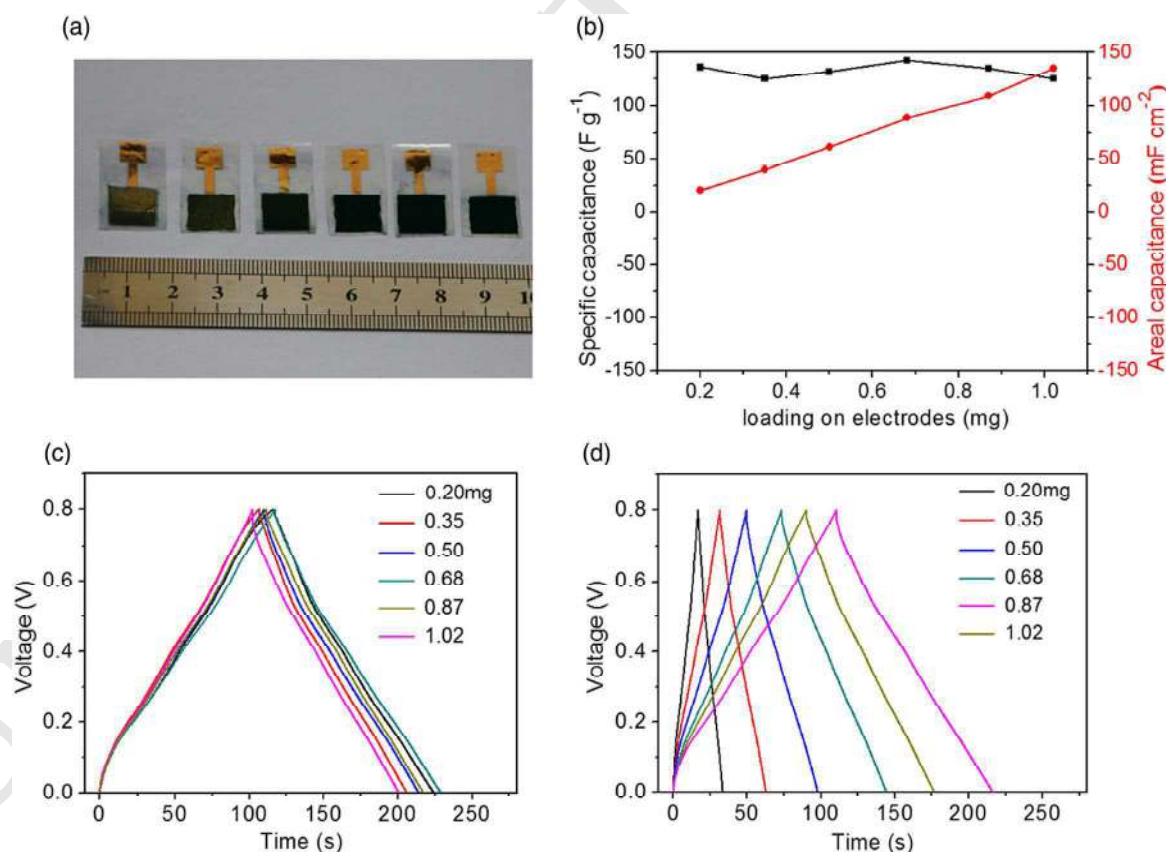 (a)
1 2 3 4 5 6 7 8 9 10
(b)
Specific capacitance (F g⁻¹)
150
100
50
0
-50
-100
-150
150
100
50
0
-50
-100
-150
Areal capacitance (mF cm⁻²)
0.2 0.4 0.6 0.8 1.0
loading on electrodes (mg)
(c)
Voltage (V)
0.8
0.6
0.4
0.2
0.0
0.20mg
0.35
0.50
0.68
0.87
1.02
0 50 100 150 200 250
Time (s)
(d)
Voltage (V)
0.8
0.6
0.4
0.2
0.0
0.20mg
0.35
0.50
0.68
0.87
1.02
0 50 100 150 200 250
Time (s)